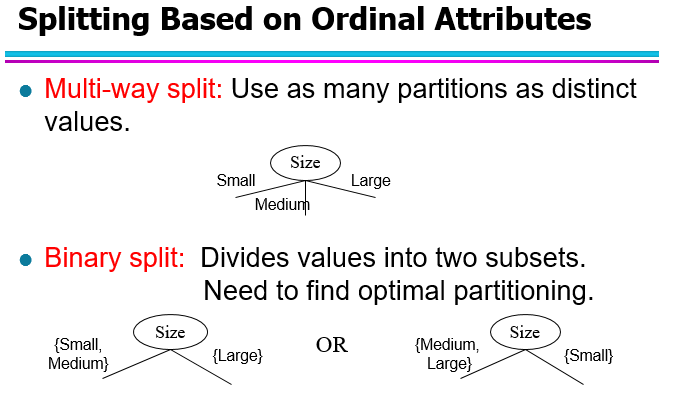 Splitting Based on Ordinal Attributes
Multi-way split: Use as many partitions as distinct
values.
Size
Small
Large
Medium
Binary split: Divides values into two subsets.
Need to find optimal partitioning.
Size
{Small,
Medium}
{Large}
OR
Size
{Medium,
Large}
{Small}